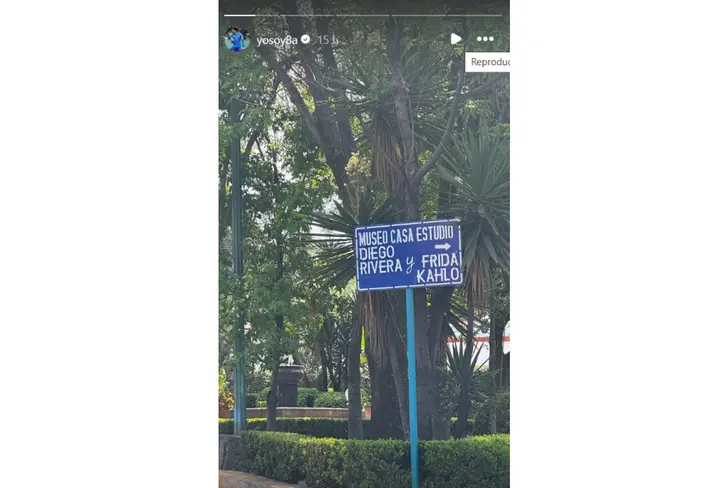 yosoy8a 15 h
Reproduc
MUSEO CASA ESTUDIO
DIEGO
RIVERA y FRIDA
KAHLO